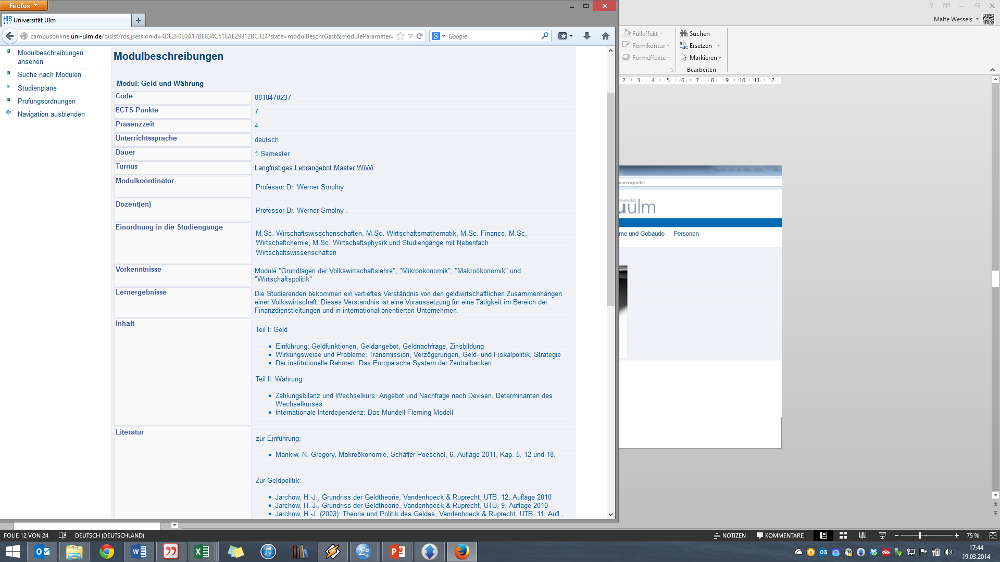 Firefox
HIS Universität Ulm
campusonline.uni-ulm.de/qislsf/rds;jsessionid=4DE2F0E0A17BE834C618AE29312BC324?state=modulBeschrGast&moduleParameter=
Google
Modulbeschreibungen
ansehen
Suche nach Modulen
Studienpläne
Prüfungsordnungen
Navigation ausblenden
Modulbeschreibungen
Modul: Geld und Währung
Code 8818470237
ECTS-Punkte 7
Präsenzzeit 4
Unterrichtssprache deutsch
Dauer 1 Semester
Turnus Langfristiges Lehrangebot Master WiWi
Modulkoordinator Professor Dr. Werner Smolny
Dozent(en) Professor Dr. Werner Smolny .
Einordnung in die Studiengänge
M.Sc. Wirschaftswisschenschaften, M.Sc. Wirtschaftsmathematik, M.Sc. Finance, M.Sc.
Wirtschaftchemie, M.Sc. Wirtschaftsphysik und Studiengänge mit Nebenfach
Wirtschaftswissenschaften
Vorkenntnisse
Module "Grundlagen der Volkswirtschaftslehre", "Mikroökonomik", "Makroökonomik" und
"Wirtschaftspolitik"
Lernergebnisse
Die Studierenden bekommen ein vertieftes Verständnis von den geldwirtschaftlichen Zusammenhängen
einer Volkswirtschaft. Dieses Verständnis ist eine Voraussetzung für eine Tätigkeit im Bereich der
Finanzdienstleitungen und in international orientierten Unternehmen.
Inhalt
Teil I: Geld
• Einführung: Geldfunktionen, Geldangebot, Geldnachfrage, Zinsbildung
• Wirkungsweise und Probleme: Transmission, Verzögerungen, Geld- und Fiskalpolitik, Strategie
• Der institutionelle Rahmen: Das Europäische System der Zentralbanken
Teil II: Währung
• Zahlungsbilanz und Wechselkurs: Angebot und Nachfrage nach Devisen, Determinanten des
Wechselkurses
• Internationale Interdependenz: Das Mundell-Fleming Modell
Literatur
zur Einführung:
• Mankiw, N. Gregory, Makroökonomie, Schäffer-Poeschel, 6. Auflage 2011, Kap. 5, 12 und 18.
Zur Geldpolitik:
• Jarchow, H.-J., Grundriss der Geldtheorie, Vandenhoeck & Ruprecht, UTB, 12. Auflage 2010
• Jarchow, H.-J., Grundriss der Geldtheorie, Vandenhoeck & Ruprecht, UTB, 9. Auflage 2010
• Jarchow, H.-J. (2003): Theorie und Politik des Geldes, Vandenhoeck & Ruprecht, UTB, 11. Aufl.,
Malte Wessels
Fülleffekt
Formkontur
Formeffekte
Suchen
Ersetzen
Markieren
Bearbeiten
2 3 4 5 6 7 8 9 10 11 12
ource=portal
niversität
uulm
me und Gebäude Personen
FOLIE 12 VON 24 DEUTSCH (DEUTSCHLAND) NOTIZEN KOMMENTARE 75 %
17:44
19.03.2014